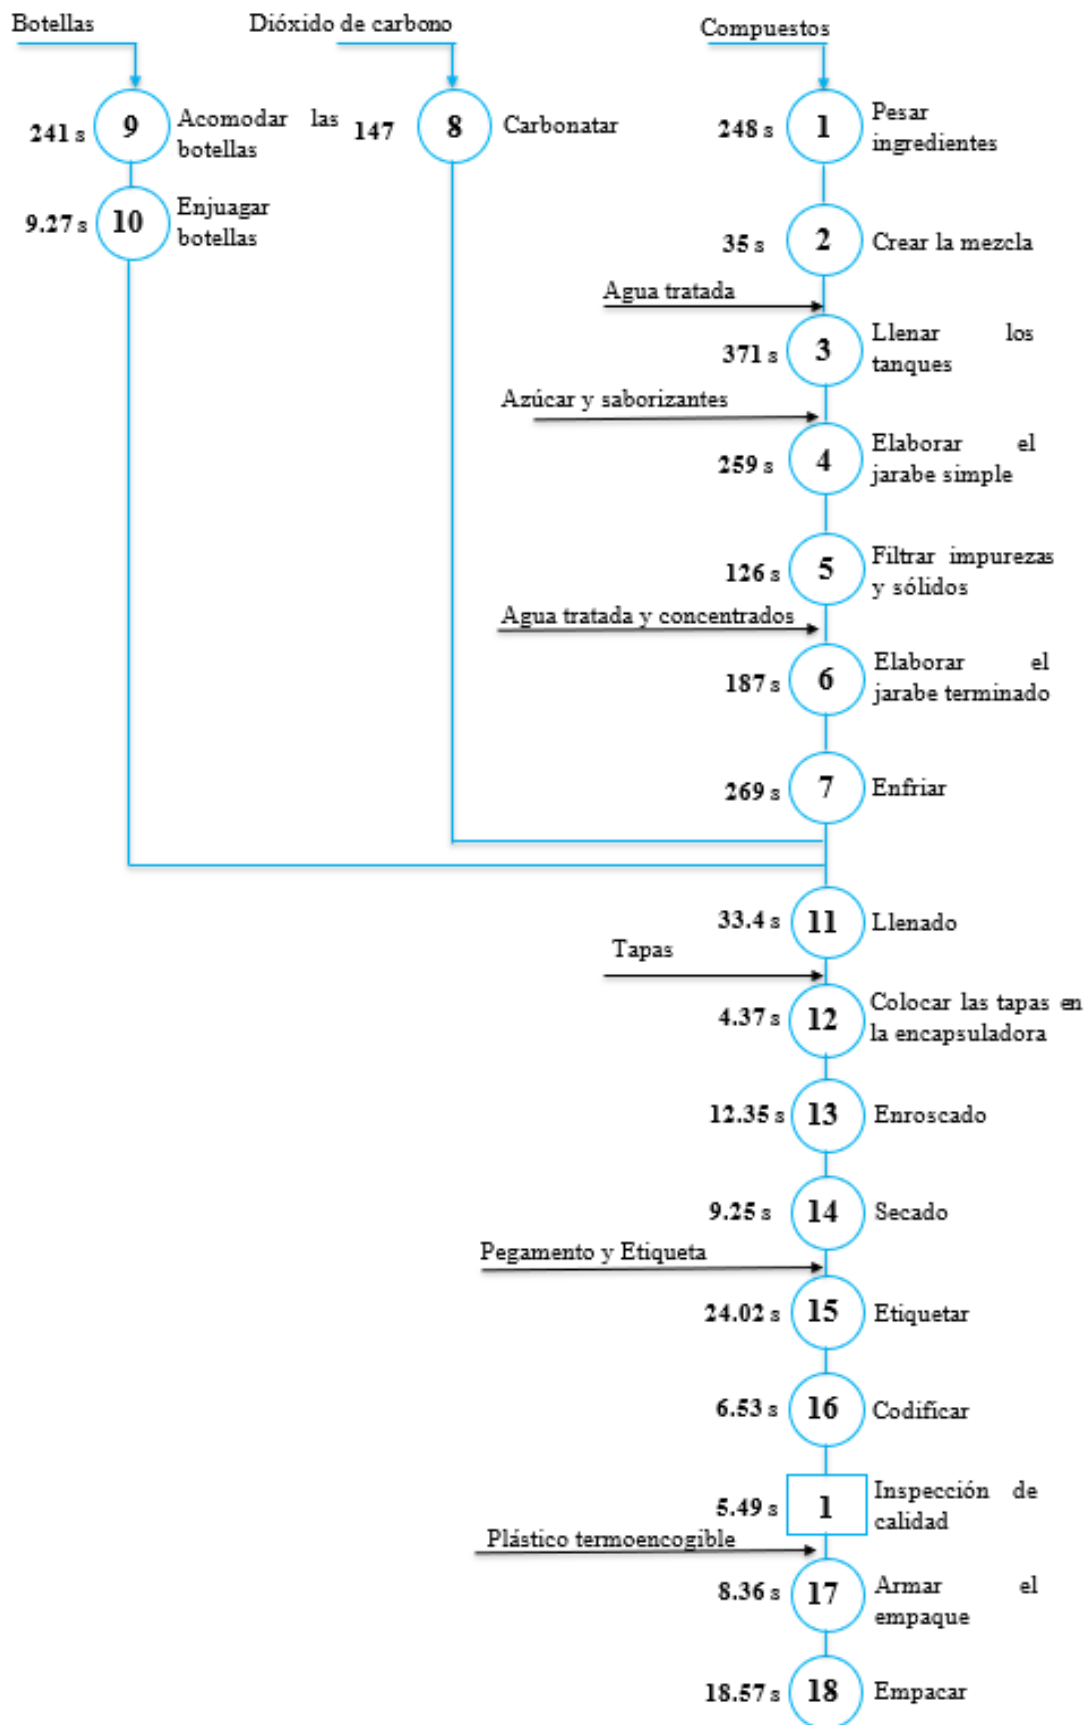 Botellas
Dióxido de carbono
Compuestos
241 s
9
Acomodar las
botellas
147
8
Carbonatar
248 s
1
Pesar
ingredientes
9.27 s
10
Enjuagar
botellas
35 s
2
Crear la mezcla
Agua tratada
371 s
3
Llenar los
tanques
Azúcar y saborizantes
259 s
4
Elaborar el
jarabe simple
126 s
5
Filtrar impurezas
y sólidos
Agua tratada y concentrados
187 s
6
Elaborar el
jarabe terminado
269 s
7
Enfriar
33.4 s
11
Llenado
Tapas
4.37 s
12
Colocar las tapas en
la encapsuladora
12.35 s
13
Enroscado
9.25 s
14
Secado
Pegamento y Etiqueta
24.02 s
15
Etiquetar
6.53 s
16
Codificar
5.49 s
1
Inspección de
calidad
Plástico termoencogible
8.36 s
17
Armar el
empaque
18.57 s
18
Empacar